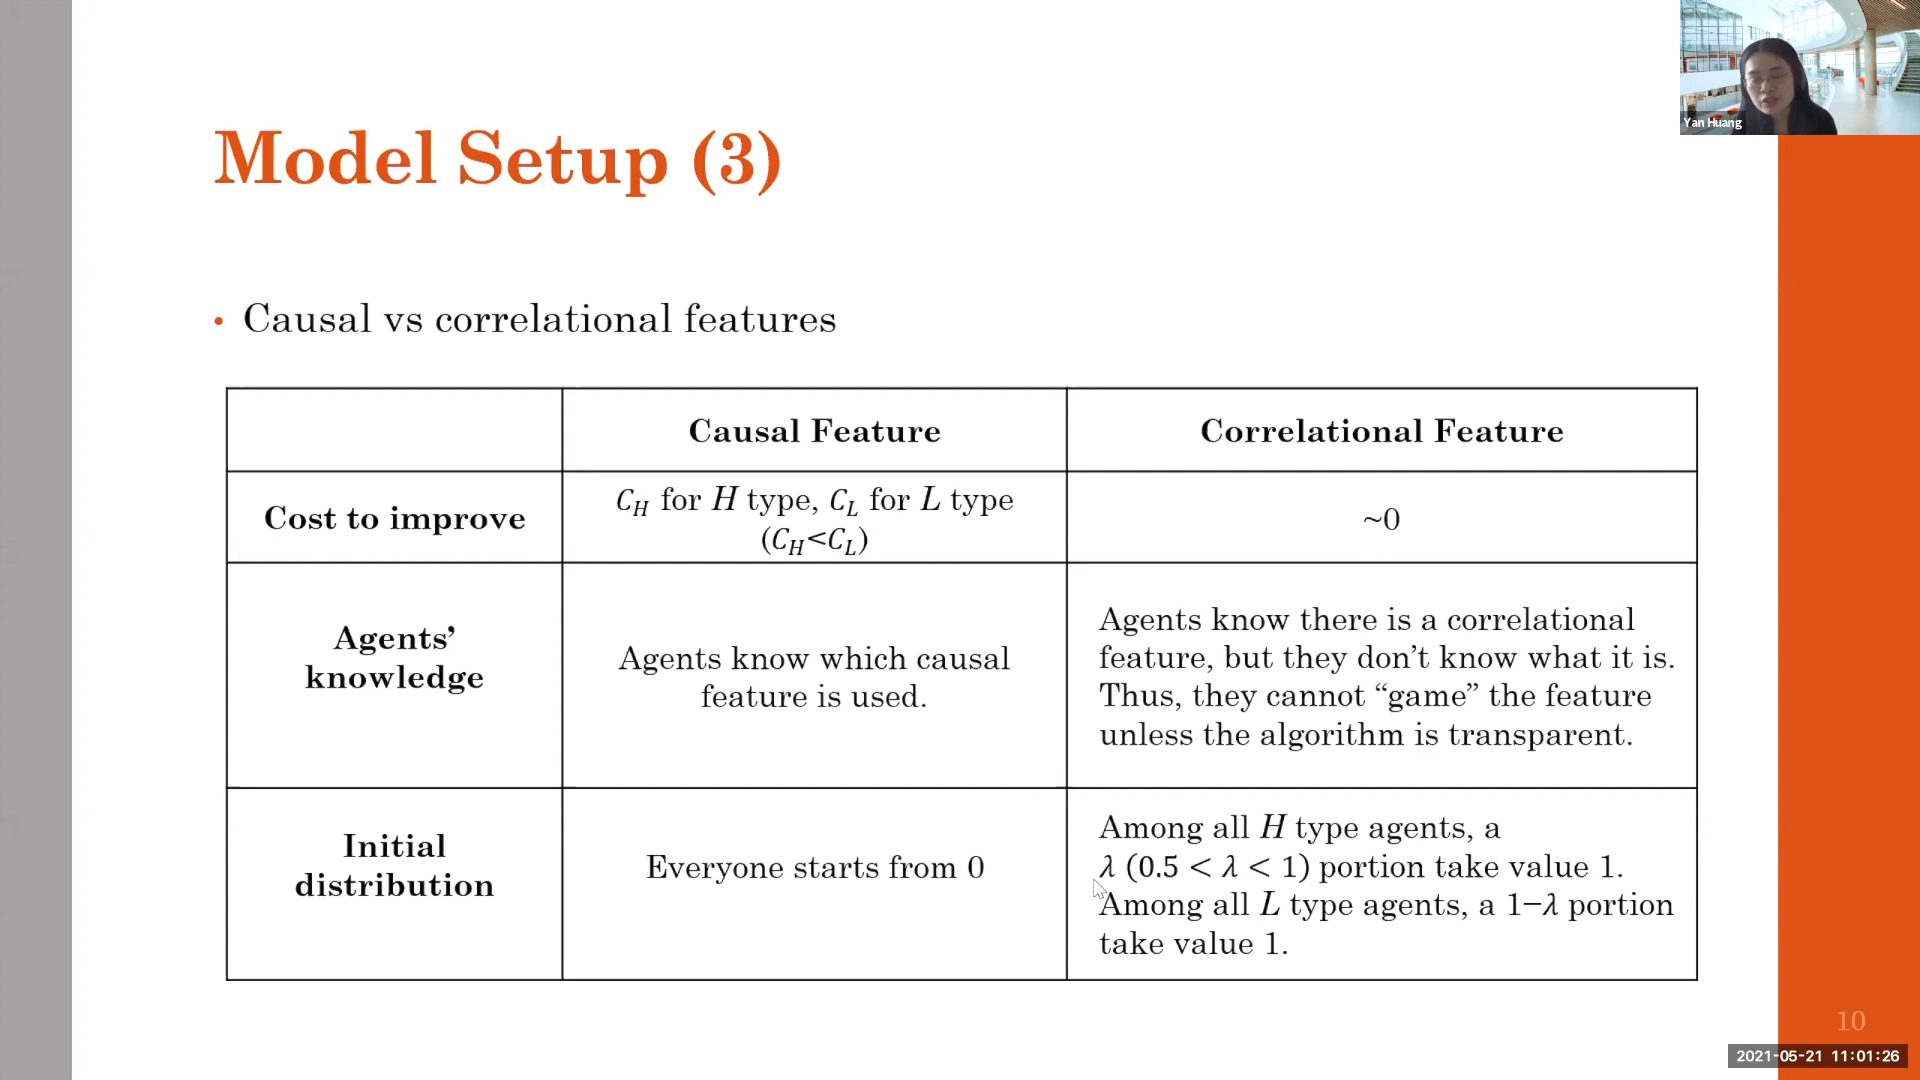 Yan Huang
Model Setup (3)
• Causal vs correlational features
Causal Feature
Correlational Feature
Cost to improve
C_H for H type, C_L for L type
(C_H<C_L)
~0
Agents’
knowledge
Agents know which causal
feature is used.
Agents know there is a correlational
feature, but they don’t know what it is.
Thus, they cannot “game” the feature
unless the algorithm is transparent.
Initial
distribution
Everyone starts from 0
Among all H type agents, a
λ (0.5 < λ < 1) portion take value 1.
Among all L type agents, a 1−λ portion
take value 1.
10
2021-05-21 11:01:26